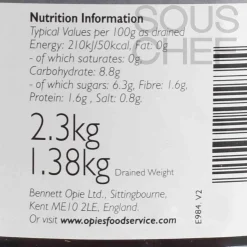 SOUS
CHEF
Nutrition Information
Typical Values per 100g as drained
Energy: 210kJ/50kcal, Fat: 0g
- of which saturates: 0g
Carbohydrate: 8.8g
- of which sugars: 6.3g, Fibre: 1.6g
Protein: 1.6g , Salt: 0.8g
2.3kg
1.38kg Drained Weight
Bennett Opie Ltd., Sittingbourne,
Kent ME10 2LE, England.
Or visit www.opiesfoodservice.com
E984 V2